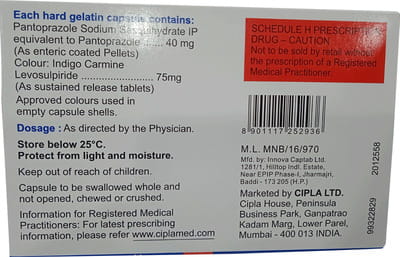 Each hard gelatin capsule contains:
Pantoprazole Sodium Sesquihydrate IP
equivalent to Pantoprazole ...... 40 mg
(As enteric coated Pellets)
Colour: Indigo Carmine
Levosulpiride ...................... 75mg
(As sustained release tablets)
Approved colours used in
empty capsule shells.
Dosage : As directed by the Physician.
Store below 25°C.
Protect from light and moisture.
Keep out of reach of children.
Capsule to be swallowed whole and
not opened, chewed or crushed.
Information for Registered Medical
Practitioners: For latest prescribing
information, please refer www.ciplamed.com
SCHEDULE H PRESCRIPTION
DRUG – CAUTION
Not to be sold by retail without
the prescription of a Registered
Medical Practitioner.
8 901117 252936
M.L. MNB/16/970
Mfd. by: Innova Captab Ltd.
1281/1, Hilltop Indl. Estate,
Near EPIP Phase-I, Jharmajri,
Baddi - 173 205 (H.P.)
Marketed by CIPLA LTD.
Cipla House, Peninsula
Business Park, Ganpatrao
Kadam Marg, Lower Parel,
Mumbai - 400 013 INDIA.
2012558
99322829